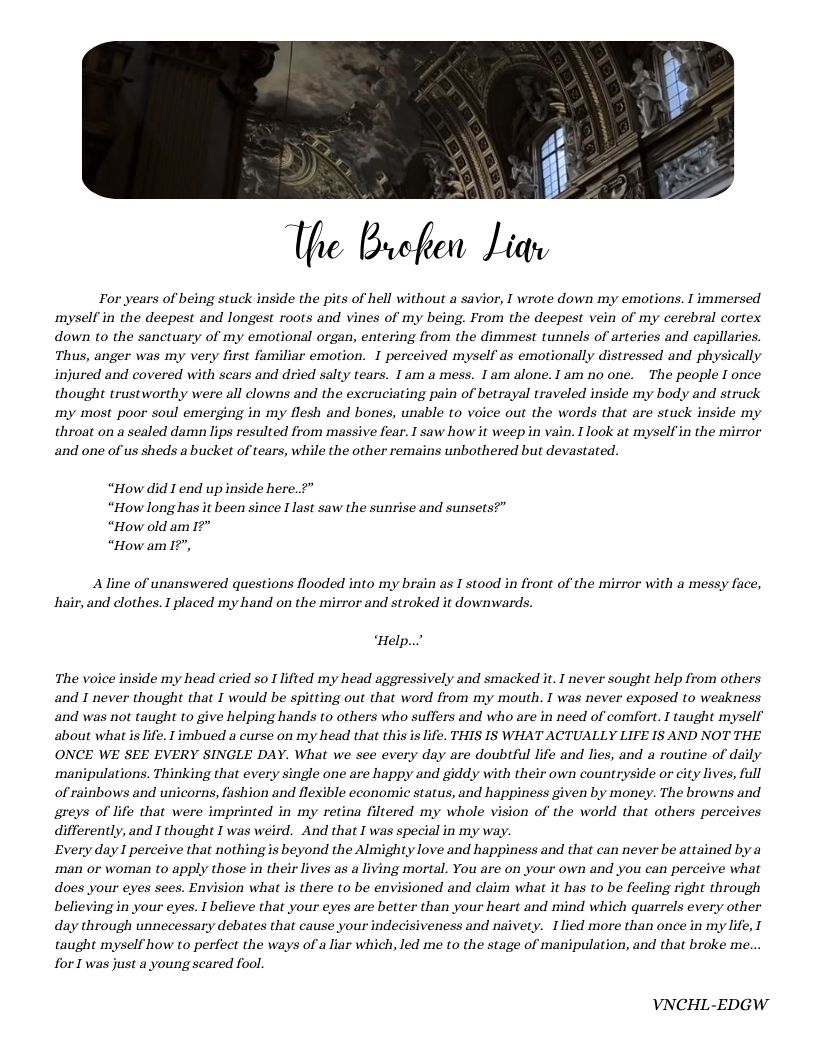 The Broken Liar
For years of being stuck inside the pits of hell without a savior, I wrote down my emotions. I immersed
myself in the deepest and longest roots and vines of my being. From the deepest vein of my cerebral cortex
down to the sanctuary of my emotional organ, entering from the dimmest tunnels of arteries and capillaries.
Thus, anger was my very first familiar emotion. I perceived myself as emotionally distressed and physically
injured and covered with scars and dried salty tears. I am a mess. I am alone. I am no one. The people I once
thought trustworthy were all clowns and the excruciating pain of betrayal traveled inside my body and struck
my most poor soul emerging in my flesh and bones, unable to voice out the words that are stuck inside my
throat on a sealed damn lips resulted from massive fear. I saw how it weep in vain. I look at myself in the mirror
and one of us sheds a bucket of tears, while the other remains unbothered but devastated.
“How did I end up inside here..?”
“How long has it been since I last saw the sunrise and sunsets?”
“How old am I?”
“How am I?”,
A line of unanswered questions flooded into my brain as I stood in front of the mirror with a messy face,
hair, and clothes. I placed my hand on the mirror and stroked it downwards.
‘Help...’
The voice inside my head cried so I lifted my head aggressively and smacked it. I never sought help from others
and I never thought that I would be spitting out that word from my mouth. I was never exposed to weakness
and was not taught to give helping hands to others who suffers and who are in need of comfort. I taught myself
about what is life. I imbued a curse on my head that this is life. THIS IS WHAT ACTUALLY LIFE IS AND NOT THE
ONCE WE SEE EVERY SINGLE DAY. What we see every day are doubtful life and lies, and a routine of daily
manipulations. Thinking that every single one are happy and giddy with their own countryside or city lives, full
of rainbows and unicorns, fashion and flexible economic status, and happiness given by money. The browns and
greys of life that were imprinted in my retina filtered my whole vision of the world that others perceives
differently, and I thought I was weird. And that I was special in my way.
Every day I perceive that nothing is beyond the Almighty love and happiness and that can never be attained by a
man or woman to apply those in their lives as a living mortal. You are on your own and you can perceive what
does your eyes sees. Envision what is there to be envisioned and claim what it has to be feeling right through
believing in your eyes. I believe that your eyes are better than your heart and mind which quarrels every other
day through unnecessary debates that cause your indecisiveness and naivety. I lied more than once in my life, I
taught myself how to perfect the ways of a liar which, led me to the stage of manipulation, and that broke me...
for I was just a young scared fool.
VNCHL-EDGW